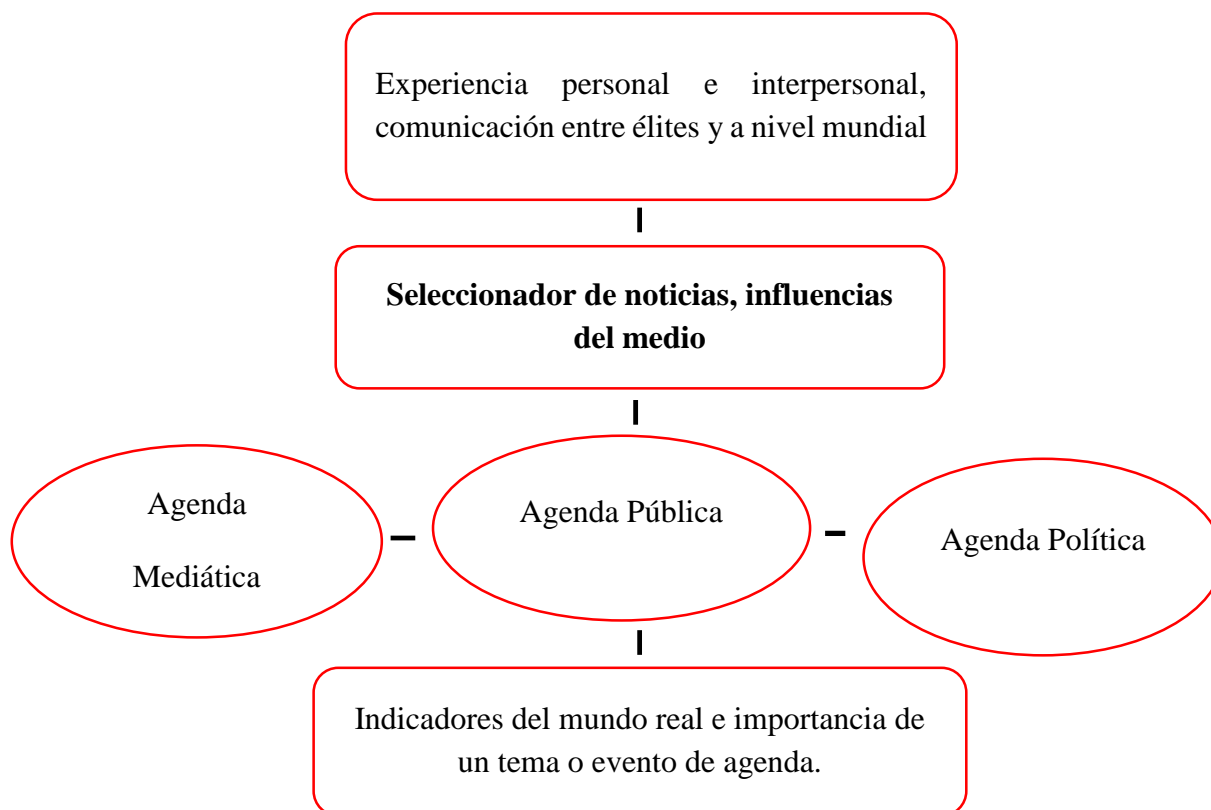 Experiencia personal e interpersonal,
comunicación entre élites y a nivel mundial
Seleccionador de noticias, influencias
del medio
Agenda
Mediática
Agenda Pública
Agenda Política
Indicadores del mundo real e importancia de
un tema o evento de agenda.